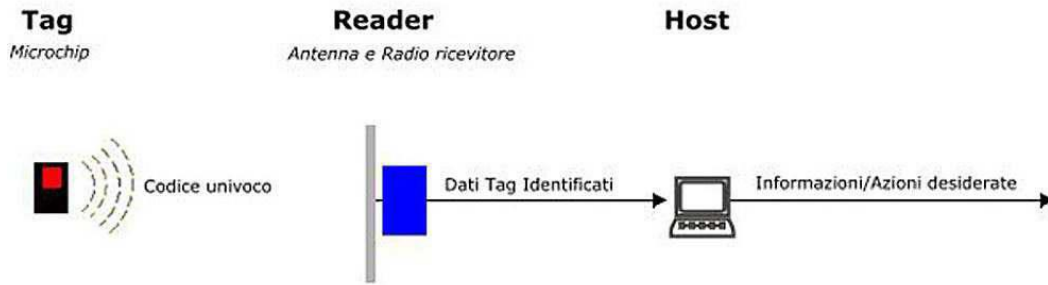 Tag
Microchip
Reader
Antenna e Radio ricevitore
Host
Codice univoco
Dati Tag Identificati
Informazioni/Azioni desiderate